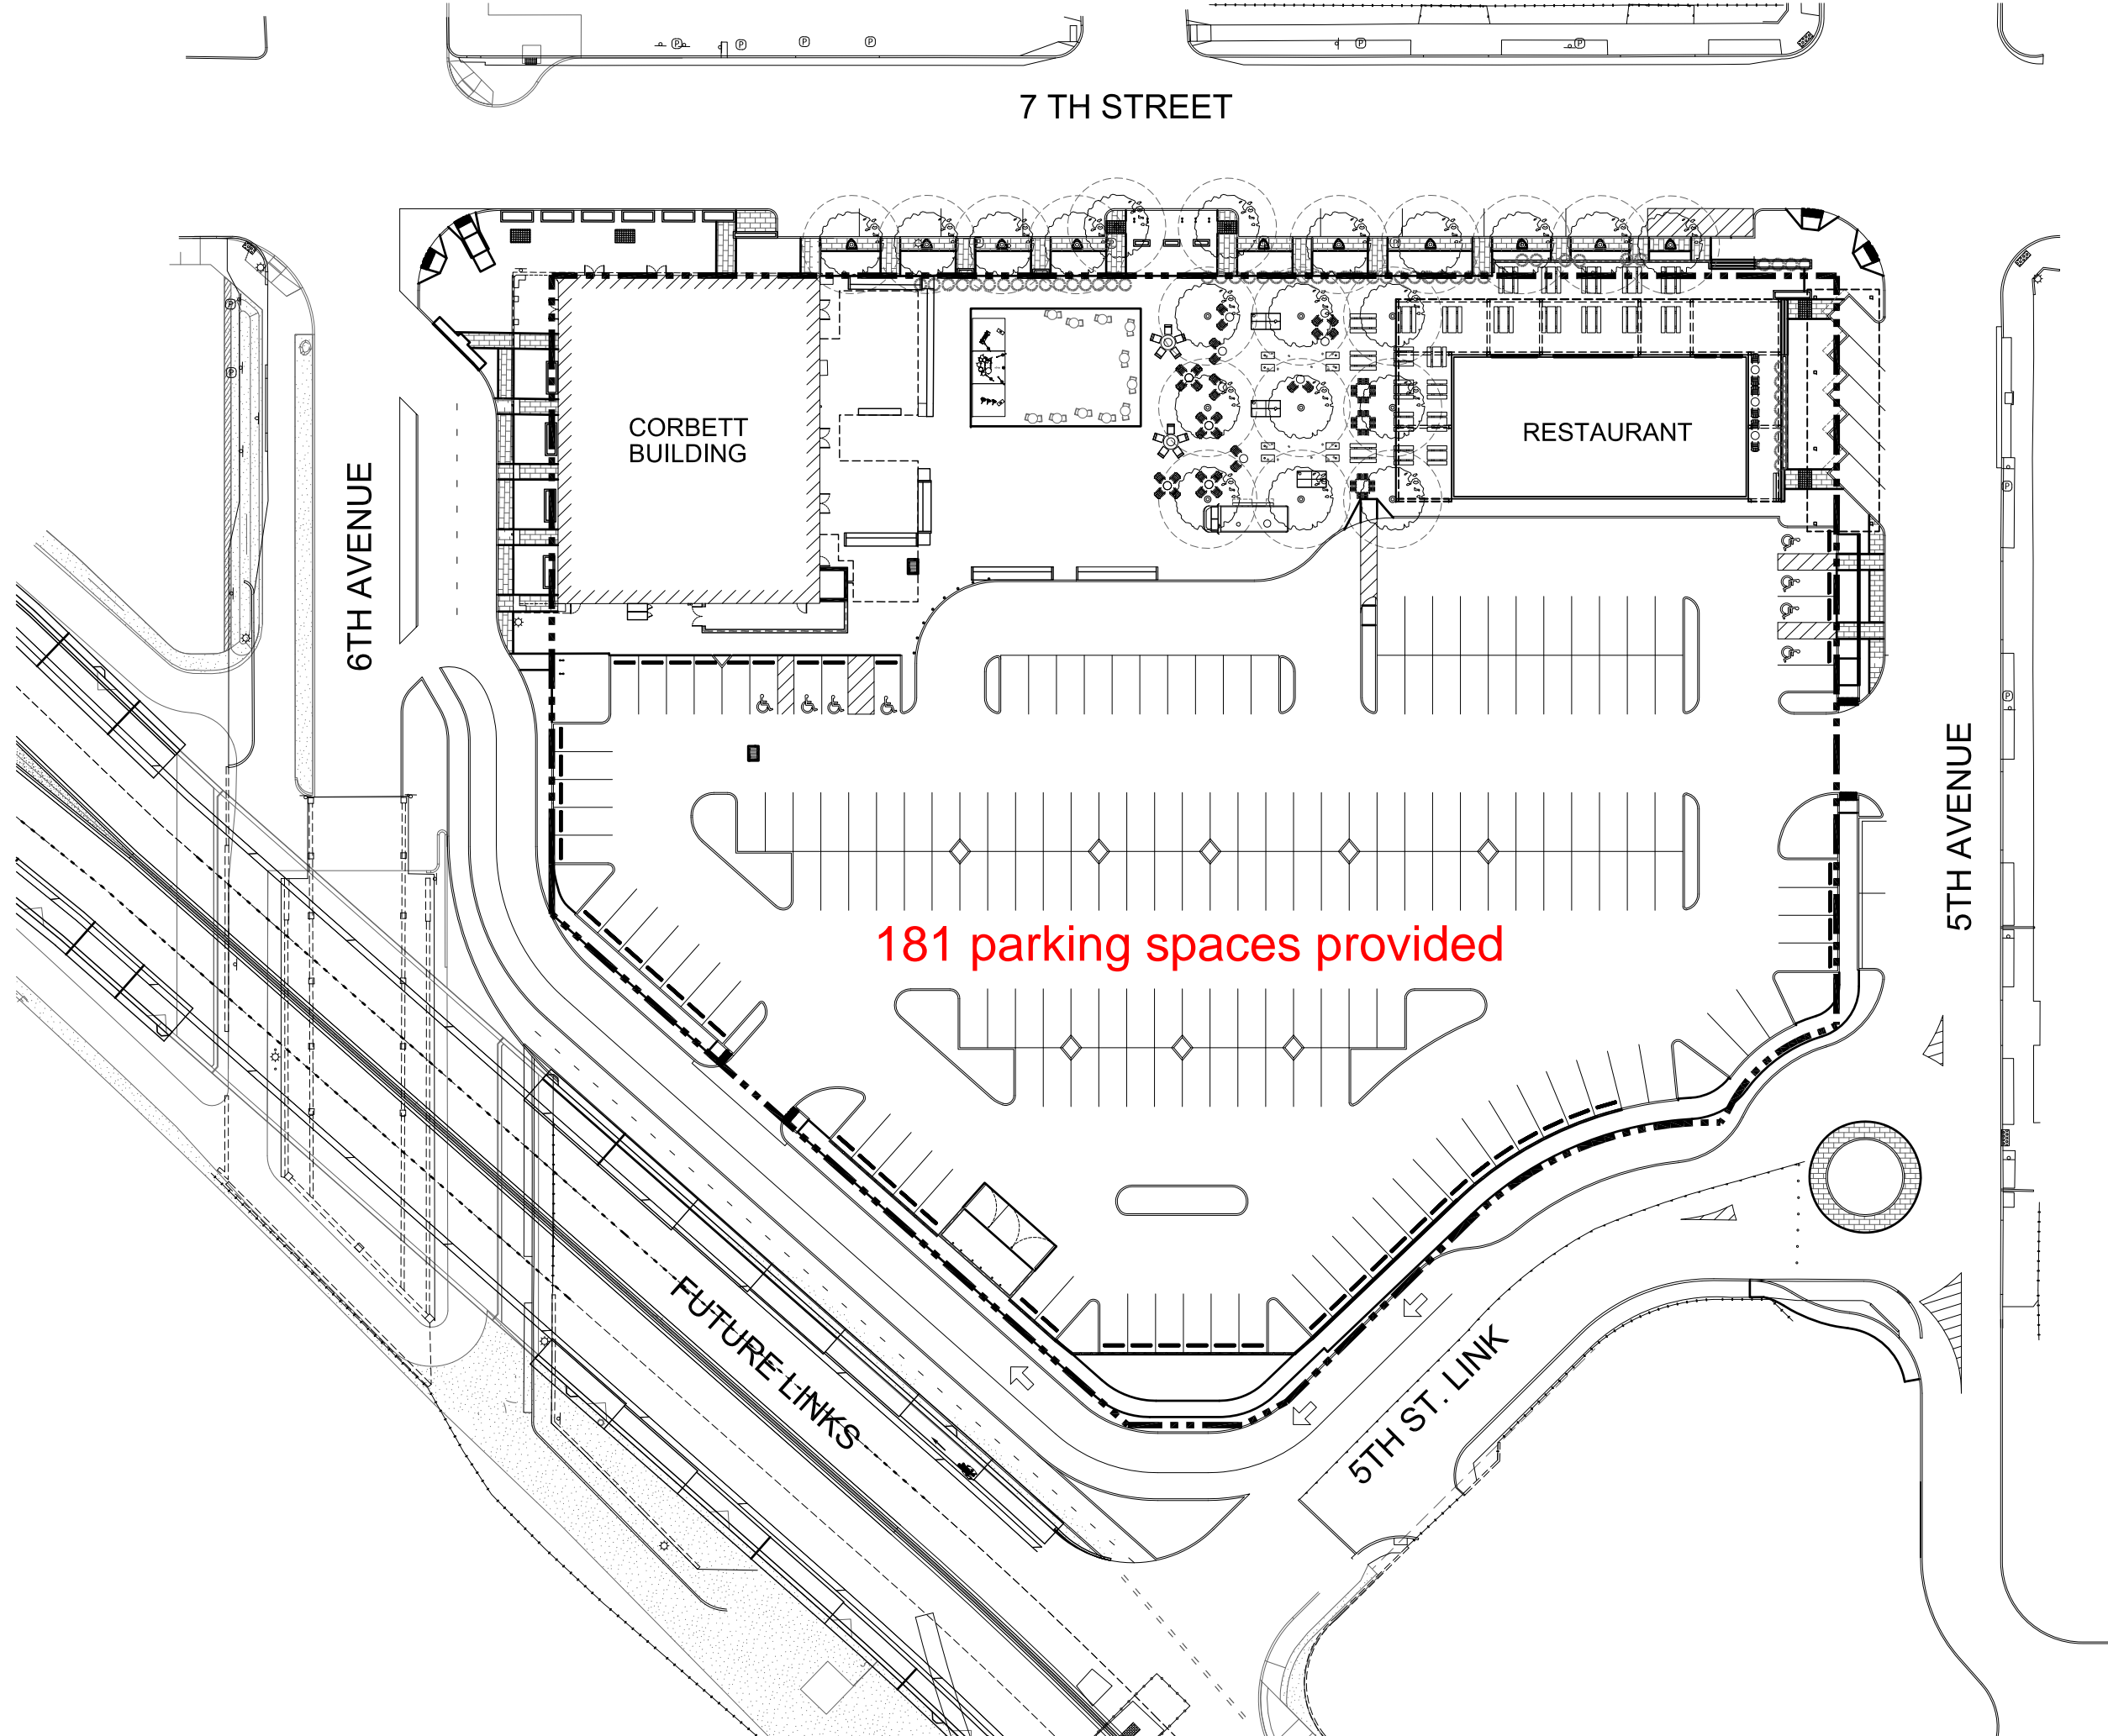 7 TH STREET
CORBETT
BUILDING
RESTAURANT
6TH AVENUE
5TH AVENUE
181 parking spaces provided
FUTURE LINKS
5TH ST. LINK
P
P
P
P
P
P
P
P
P
P